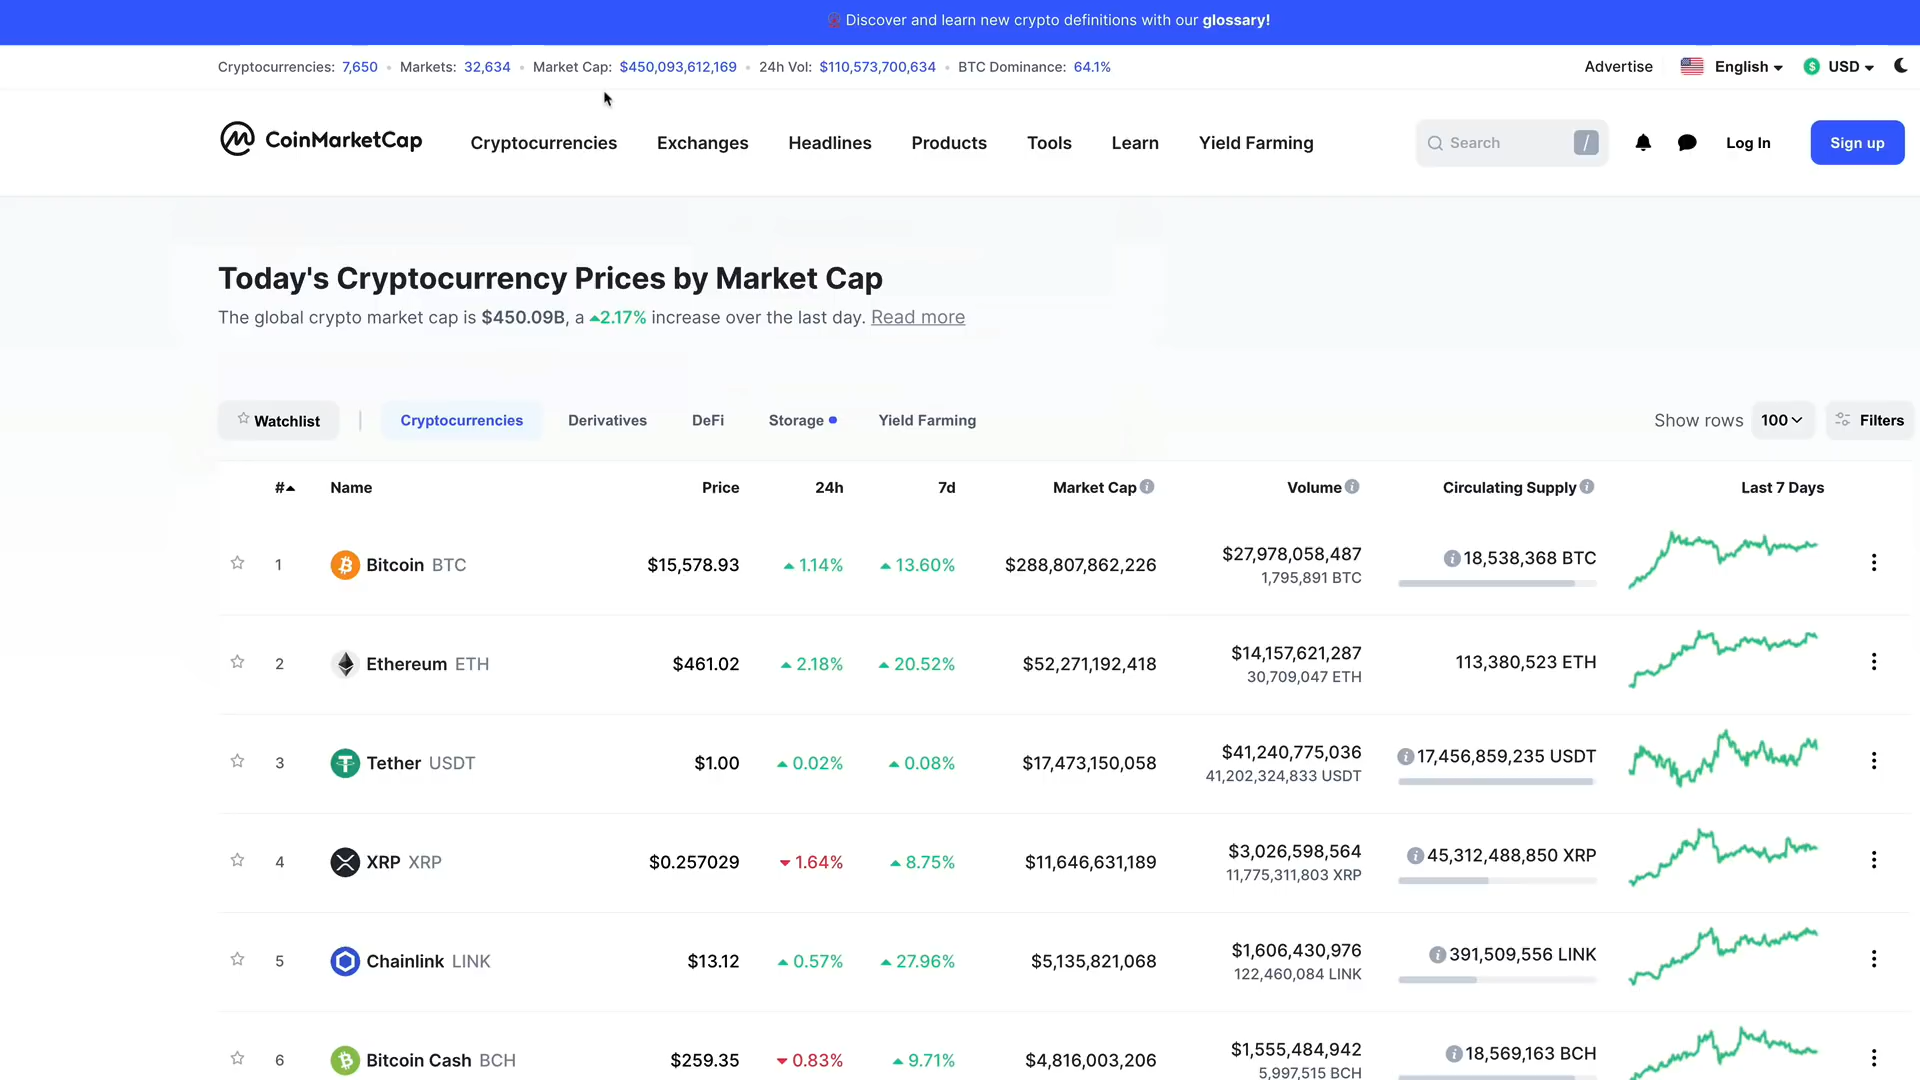 Discover and learn new crypto definitions with our glossary!
Cryptocurrencies: 7,650 • Markets: 32,634 • Market Cap: $450,093,612,169 • 24h Vol: $110,573,700,634 • BTC Dominance: 64.1% Advertise English USD
CoinMarketCap Cryptocurrencies Exchanges Headlines Products Tools Learn Yield Farming Search / Log In Sign up
Today's Cryptocurrency Prices by Market Cap
The global crypto market cap is $450.09B, a 2.17% increase over the last day. Read more
Watchlist | Cryptocurrencies Derivatives DeFi Storage Yield Farming Show rows 100 Filters
# Name Price 24h 7d Market Cap Volume Circulating Supply Last 7 Days
1 Bitcoin BTC $15,578.93 1.14% 13.60% $288,807,862,226 $27,978,058,487 18,538,368 BTC
1,795,891 BTC
2 Ethereum ETH $461.02 2.18% 20.52% $52,271,192,418 $14,157,621,287 113,380,523 ETH
30,709,047 ETH
3 Tether USDT $1.00 0.02% 0.08% $17,473,150,058 $41,240,775,036 17,456,859,235 USDT
41,202,324,833 USDT
4 XRP XRP $0.257029 1.64% 8.75% $11,646,631,189 $3,026,598,564 45,312,488,850 XRP
11,775,311,803 XRP
5 Chainlink LINK $13.12 0.57% 27.96% $5,135,821,068 $1,606,430,976 391,509,556 LINK
122,460,084 LINK
6 Bitcoin Cash BCH $259.35 0.83% 9.71% $4,816,003,206 $1,555,484,942 18,569,163 BCH
5,997,515 BCH